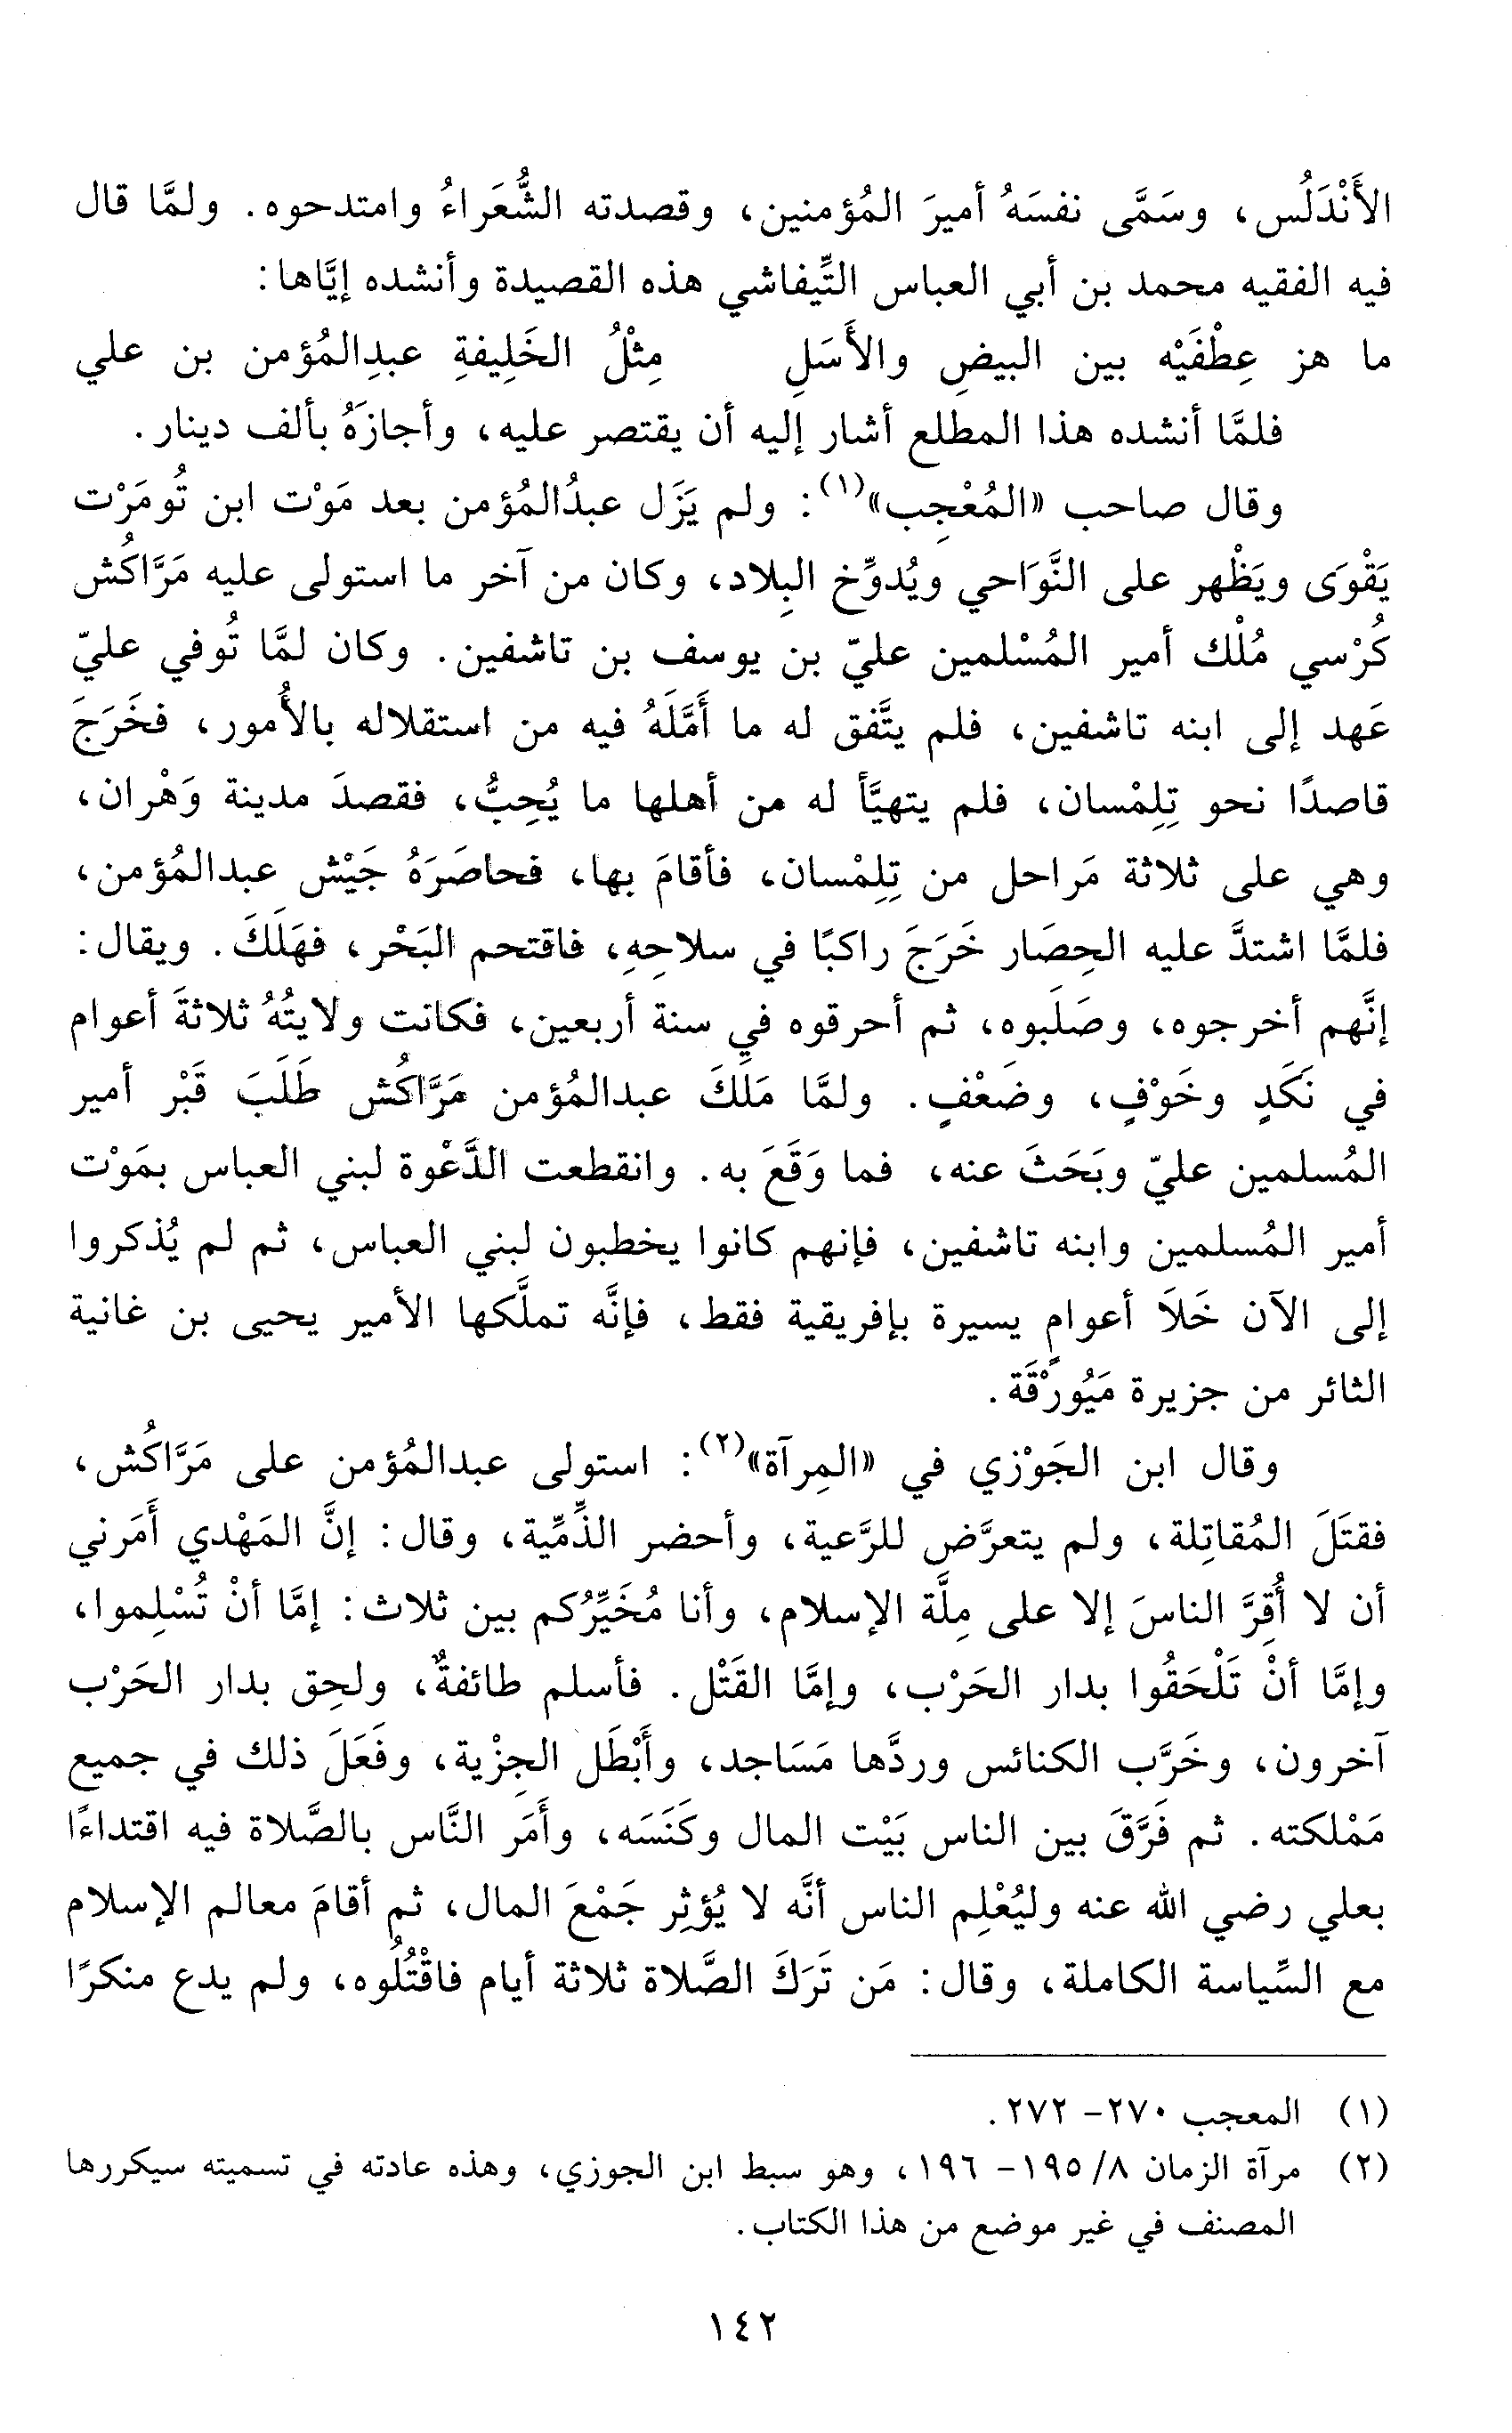 الأَنْدَلُس، وسَمَّى نفسَهُ أميرَ المُؤمنين، وقصدته الشُّعَراءُ وامتدحوه. ولمَّا قال
فيه الفقيه محمد بن أبي العباس التِّيفاشي هذه القصيدة وأنشده إيَّاها:
ما هز عِطْفَيْه بين البيضِ والأَسَلِ مِثْلُ الخَلِيفةِ عبدِالمُؤمن بن علي
فلمَّا أنشده هذا المطلع أشار إليه أن يقتصر عليه، وأجازَهُ بألف دينار.
وقال صاحب «المُعْجِب»(١): ولم يَزَل عبدُالمُؤمن بعد مَوْت ابن تُومَرْت
يَقْوَى ويَظْهر على النَّوَاحي ويُدوِّخ البِلاد، وكان من آخر ما استولى عليه مَرَّاكُش
كُرْسي مُلْك أمير المُسْلمين عليّ بن يوسف بن تاشفين. وكان لمَّا تُوفي عليّ
عَهد إلى ابنه تاشفين، فلم يتَّفق له ما أَمَّلَهُ فيه من استقلاله بالأُمور، فخَرَجَ
قاصدًا نحو تِلِمْسان، فلم يتهيَّأ له من أهلها ما يُحِبُّ، فقصدَ مدينة وَهْران،
وهي على ثلاثة مَراحل من تِلِمْسان، فأقامَ بها، فحاصَرَهُ جَيْش عبدالمُؤمن،
فلمَّا اشتدَّ عليه الحِصَار خَرَجَ راكبًا في سلاحِهِ، فاقتحم البَحْر، فهَلَكَ. ويقال:
إنَّهم أخرجوه، وصَلَبوه، ثم أحرقوه في سنة أربعين، فكانت ولايتُهُ ثلاثةَ أعوام
في نَكَدٍ وخَوْفٍ، وضَعْفٍ. ولمَّا مَلَكَ عبدالمُؤمن مَرَّاكُش طَلَبَ قَبْر أمير
المُسلمين عليّ وبَحَثَ عنه، فما وَقَعَ به. وانقطعت الدَّعْوة لبني العباس بمَوْت
أمير المُسلمين وابنه تاشفين، فإنهم كانوا يخطبون لبني العباس، ثم لم يُذكروا
إلى الآن خَلَا أعوامٍ يسيرة بإفريقية فقط، فإنَّه تملَّكها الأمير يحيى بن غانية
الثائر من جزيرة مَيُورْقَة.
وقال ابن الجَوْزي في «المِرآة»(٢): استولى عبدالمُؤمن على مَرَّاكُش،
فقتَلَ المُقاتِلة، ولم يتعرَّض للرَّعية، وأحضر الذِّمِّية، وقال: إنَّ المَهْدي أَمَرني
أن لا أُقِرَّ الناسَ إلا على مِلَّة الإسلام، وأنا مُخَيِّرُكم بين ثلاث: إمَّا أنْ تُسْلِموا،
وإمَّا أنْ تَلْحَقُوا بدار الحَرْب، وإمَّا القَتْل. فأسلم طائفةٌ، ولحِق بدار الحَرْب
آخرون، وخَرَّب الكنائس وردَّها مَسَاجد، وأَبْطَل الجِزْية، وفَعَلَ ذلك في جميع
مَمْلكته. ثم فَرَّقَ بين الناس بَيْت المال وكَنَسَه، وأَمَر النَّاس بالصَّلاة فيه اقتداءًا
بعلي رضي الله عنه وليُعْلِم الناس أنَّه لا يُؤثِر جَمْعَ المال، ثم أقامَ معالم الإسلام
مع السِّياسة الكاملة، وقال: مَن تَرَكَ الصَّلاة ثلاثة أيام فاقْتُلُوه، ولم يدع منكرًا
(١) المعجب ٢٧٠- ٢٧٢.
(٢) مرآة الزمان ٨/ ١٩٥- ١٩٦، وهو سبط ابن الجوزي، وهذه عادته في تسميته سيكررها
المصنف في غير موضع من هذا الكتاب.
١٤٢